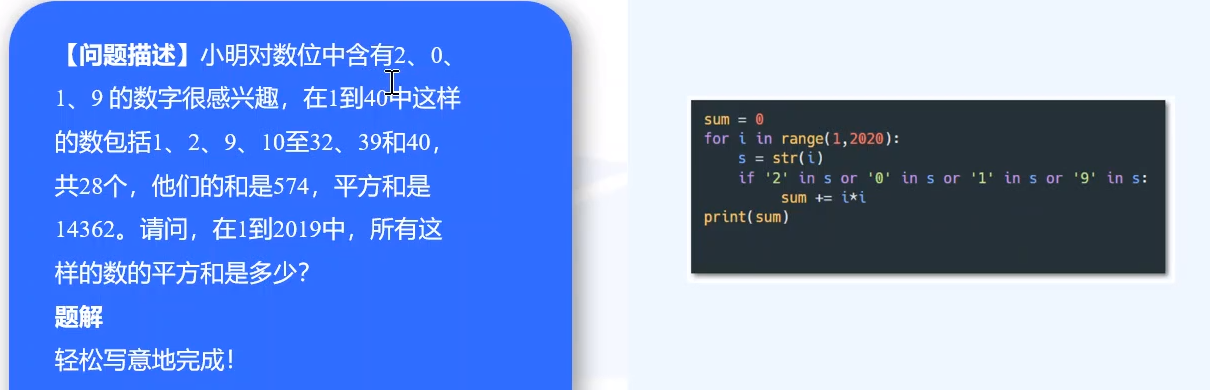 【问题描述】小明对数位中含有2、0、
1、9 的数字很感兴趣，在1到40中这样
的数包括1、2、9、10至32、39和40，
共28个，他们的和是574，平方和是
14362。请问，在1到2019中，所有这
样的数的平方和是多少？
题解
轻松写意地完成！
sum = 0
for i in range(1,2020):
    s = str(i)
    if '2' in s or '0' in s or '1' in s or '9' in s:
        sum += i*i
print(sum)